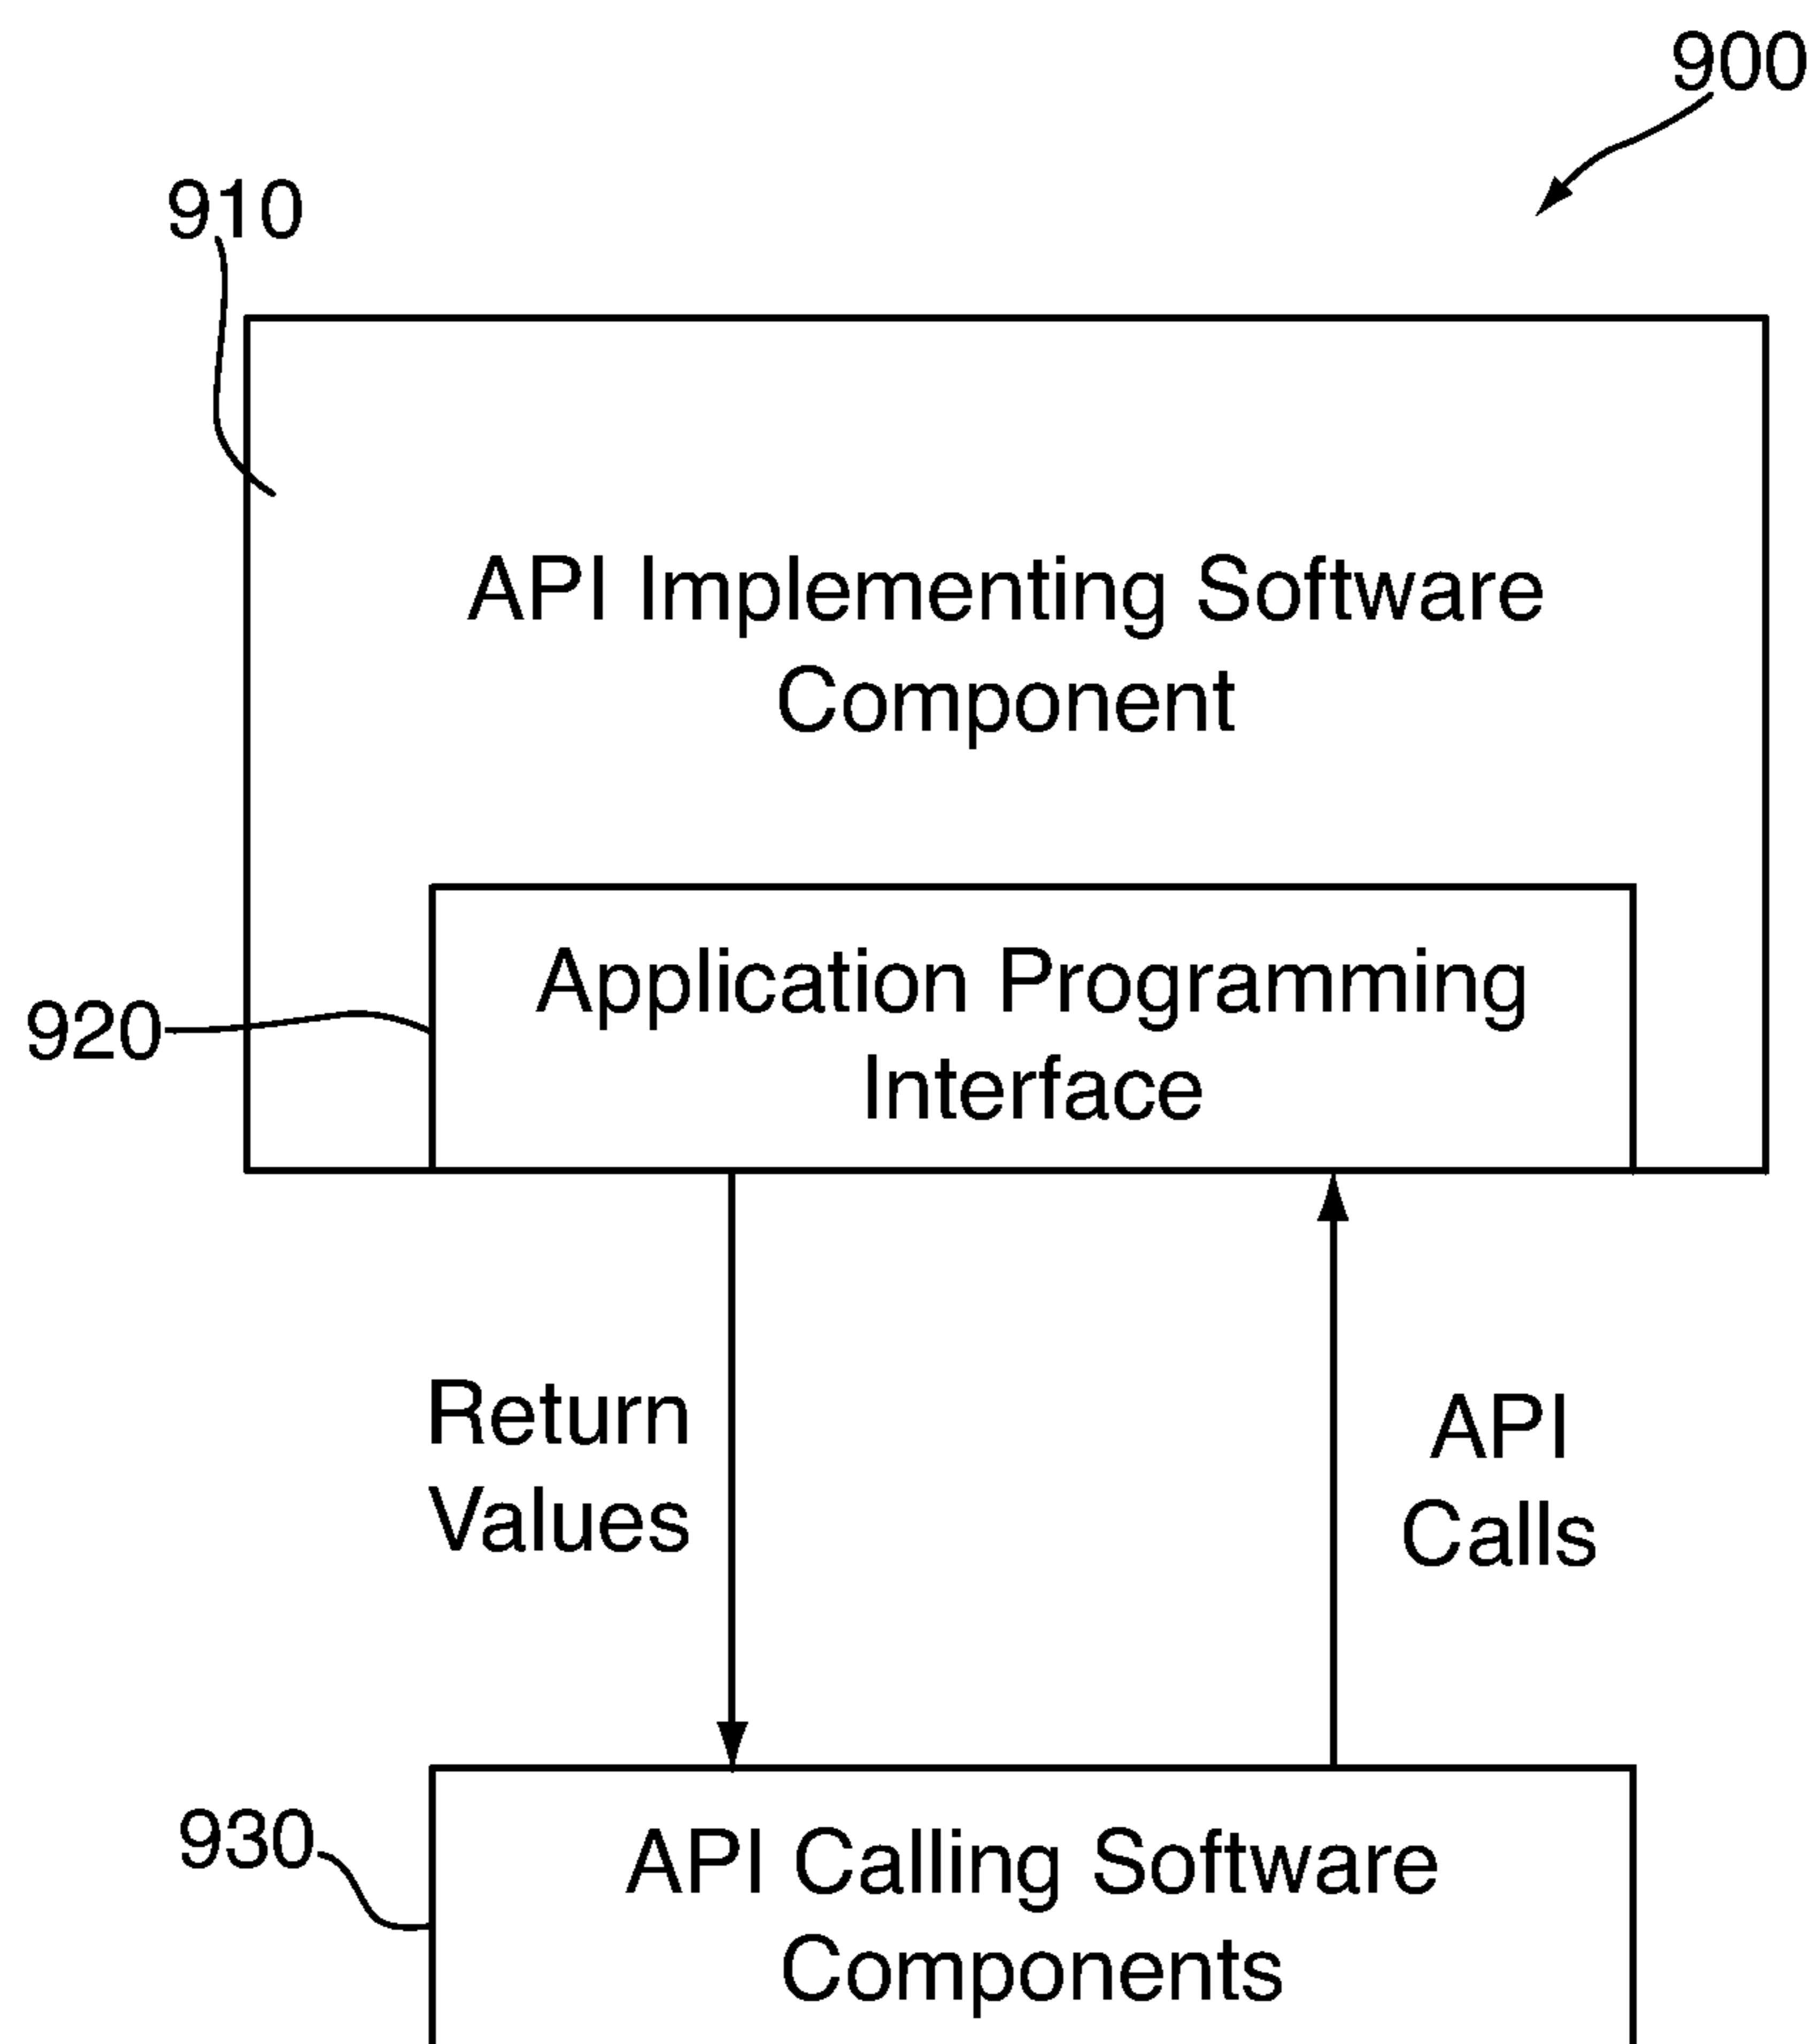 900
910
API Implementing Software
Component
Application Programming
Interface
920
Return
Values
API
Calls
930
API Calling Software
Components